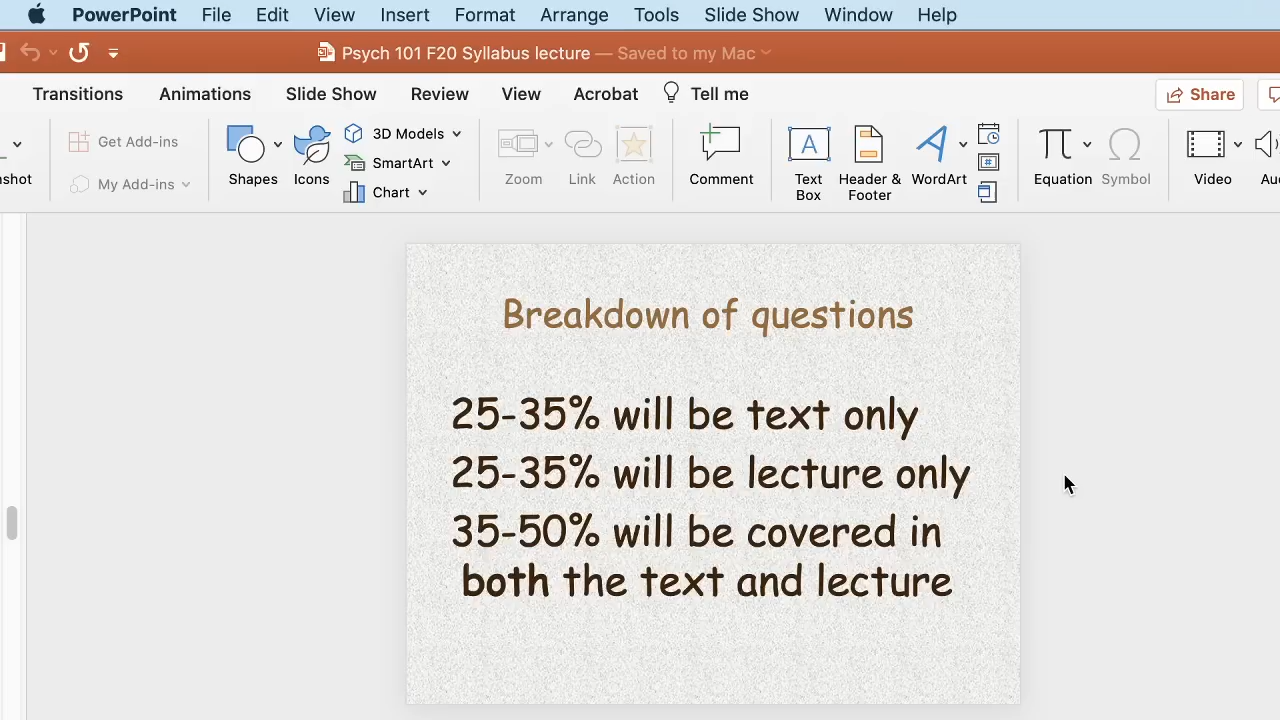 PowerPoint File Edit View Insert Format Arrange Tools Slide Show Window Help
Psych 101 F20 Syllabus lecture — Saved to my Mac
Transitions Animations Slide Show Review View Acrobat Tell me Share
Get Add-ins
My Add-ins
Shapes
Icons
3D Models
SmartArt
Chart
Zoom
Link
Action
Comment
Text
Box
Header &
Footer
WordArt
Equation
Symbol
Video
Breakdown of questions
25-35% will be text only
25-35% will be lecture only
35-50% will be covered in
both the text and lecture